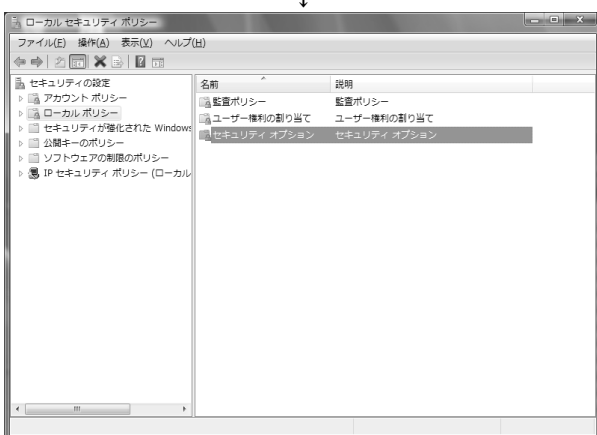 ローカル セキュリティ ポリシー
ファイル(F) 操作(A) 表示(V) ヘルプ(H)
セキュリティの設定
アカウント ポリシー
ローカル ポリシー
セキュリティが強化された Windows
公開キーのポリシー
ソフトウェアの制限のポリシー
IP セキュリティ ポリシー (ローカル
名前 説明
監査ポリシー 監査ポリシー
ユーザー権利の割り当て ユーザー権利の割り当て
セキュリティ オプション セキュリティ オプション